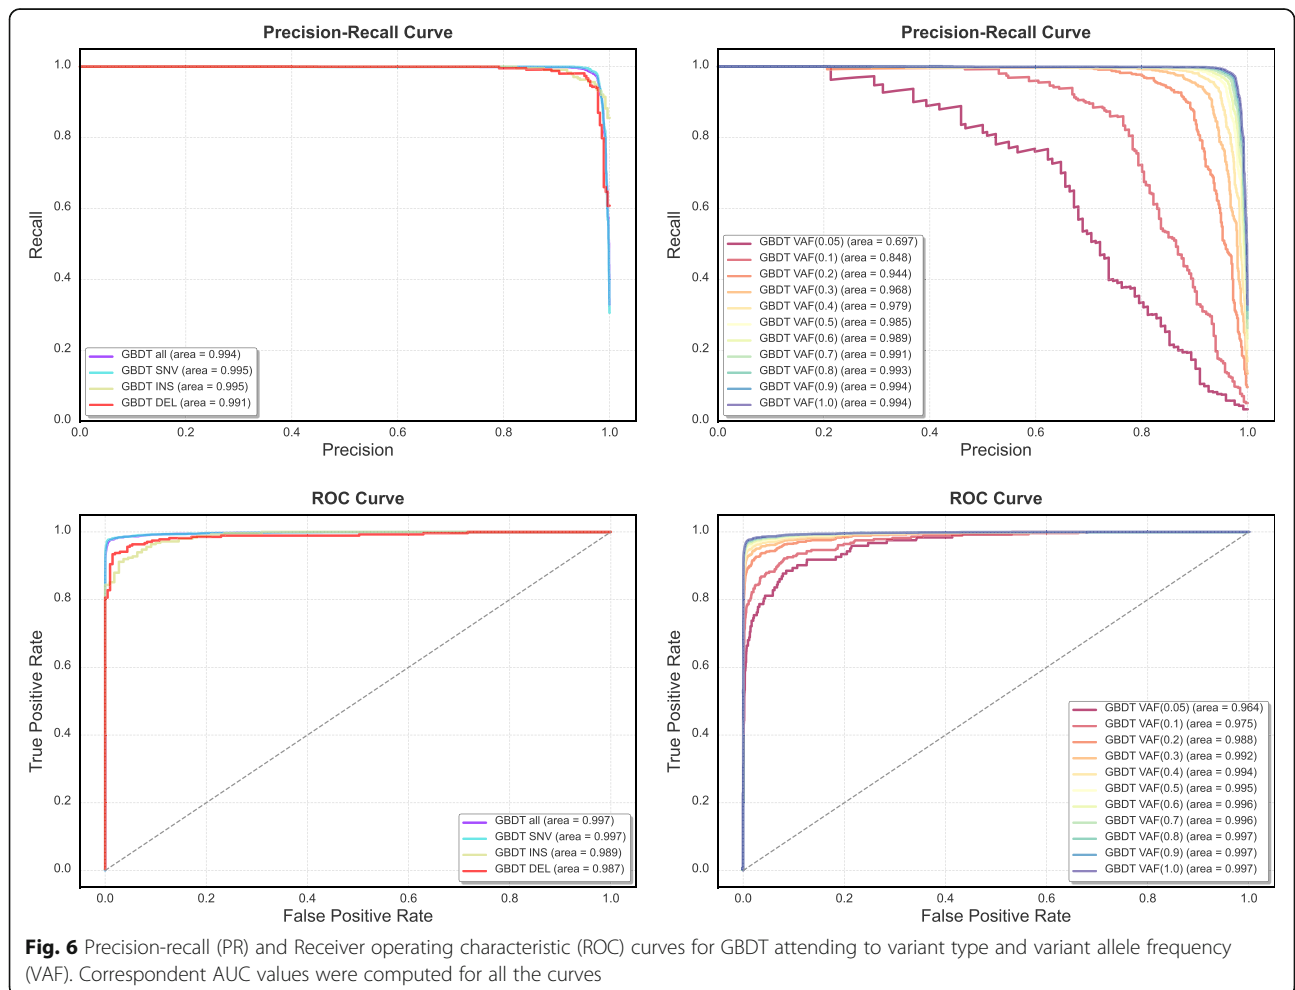 Precision-Recall Curve
1.0
0.8
0.6
0.4
0.2
0.0
Recall
GBDT all (area = 0.994)
GBDT SNV (area = 0.995)
GBDT INS (area = 0.995)
GBDT DEL (area = 0.991)
0.0 0.2 0.4 0.6 0.8 1.0
Precision
Precision-Recall Curve
1.0
0.8
0.6
0.4
0.2
0.0
Recall
GBDT VAF(0.05) (area = 0.697)
GBDT VAF(0.1) (area = 0.848)
GBDT VAF(0.2) (area = 0.944)
GBDT VAF(0.3) (area = 0.968)
GBDT VAF(0.4) (area = 0.979)
GBDT VAF(0.5) (area = 0.985)
GBDT VAF(0.6) (area = 0.989)
GBDT VAF(0.7) (area = 0.991)
GBDT VAF(0.8) (area = 0.993)
GBDT VAF(0.9) (area = 0.994)
GBDT VAF(1.0) (area = 0.994)
0.0 0.2 0.4 0.6 0.8 1.0
Precision
ROC Curve
1.0
0.8
0.6
0.4
0.2
0.0
True Positive Rate
GBDT all (area = 0.997)
GBDT SNV (area = 0.997)
GBDT INS (area = 0.989)
GBDT DEL (area = 0.987)
0.0 0.2 0.4 0.6 0.8 1.0
False Positive Rate
ROC Curve
1.0
0.8
0.6
0.4
0.2
0.0
True Positive Rate
GBDT VAF(0.05) (area = 0.964)
GBDT VAF(0.1) (area = 0.975)
GBDT VAF(0.2) (area = 0.988)
GBDT VAF(0.3) (area = 0.992)
GBDT VAF(0.4) (area = 0.994)
GBDT VAF(0.5) (area = 0.995)
GBDT VAF(0.6) (area = 0.996)
GBDT VAF(0.7) (area = 0.996)
GBDT VAF(0.8) (area = 0.997)
GBDT VAF(0.9) (area = 0.997)
GBDT VAF(1.0) (area = 0.997)
0.0 0.2 0.4 0.6 0.8 1.0
False Positive Rate
Fig. 6 Precision-recall (PR) and Receiver operating characteristic (ROC) curves for GBDT attending to variant type and variant allele frequency
(VAF). Correspondent AUC values were computed for all the curves